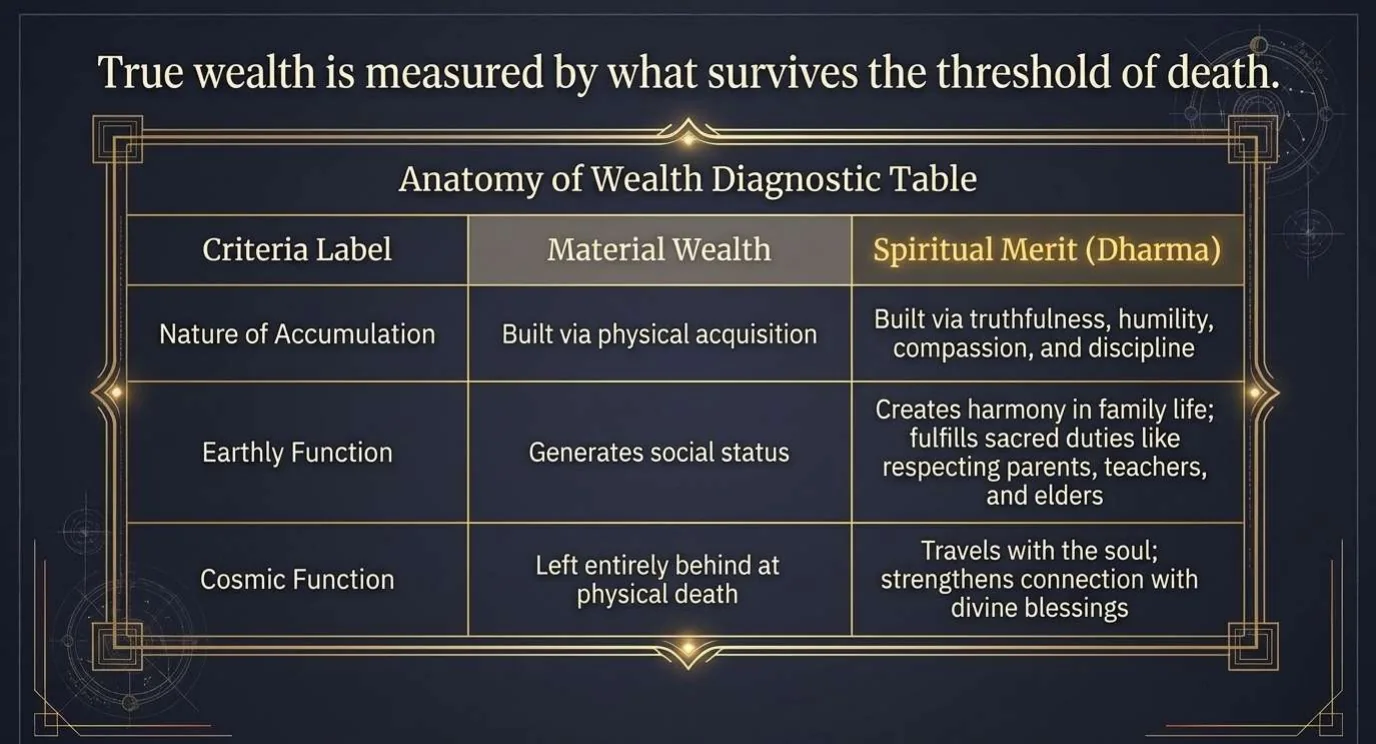 True wealth is measured by what survives the threshold of death.
Anatomy of Wealth Diagnostic Table
Criteria Label
Material Wealth
Spiritual Merit (Dharma)
Nature of Accumulation
Built via physical acquisition
Built via truthfulness, humility,
compassion, and discipline
Earthly Function
Generates social status
Creates harmony in family life;
fulfills sacred duties like
respecting parents, teachers,
and elders
Cosmic Function
Left entirely behind at
physical death
Travels with the soul;
strengthens connection with
divine blessings